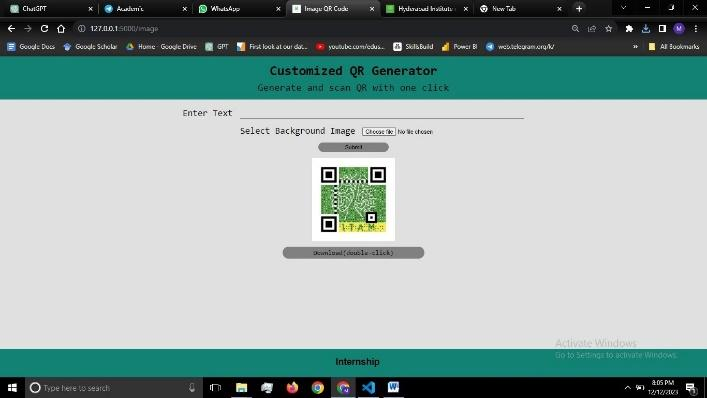 ChatGPT
WhatsApp
Image QR Code
Hyderabad Institute
New Tab
127.0.0.1:5000/image
Google Docs
Google Scholar
Home - Google Drive
GPT
First look at our dat...
youtube.com/edus...
SkillsBuild
Power BI
web.telegram.org/k/
»
All Bookmarks
Customized QR Generator
Generate and scan QR with one click
Enter Text
Select Background Image Choose file No file chosen
Submit
Download(double-click)
Activate Windows
Go to Settings to activate Windows.
Internship
Type here to search
8:05 PM
12/12/2023